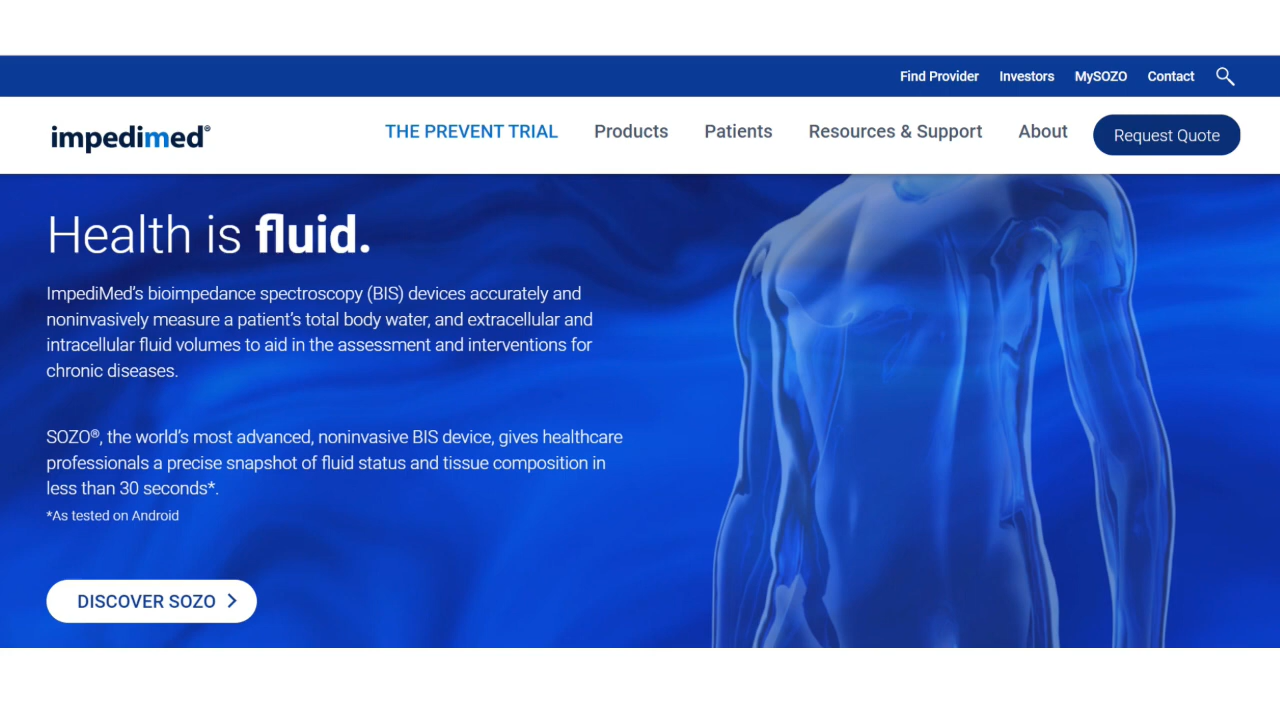 Find Provider Investors MySOZO Contact
impedimed®
THE PREVENT TRIAL Products Patients Resources & Support About Request Quote
Health is fluid.
ImpediMed’s bioimpedance spectroscopy (BIS) devices accurately and
noninvasively measure a patient’s total body water, and extracellular and
intracellular fluid volumes to aid in the assessment and interventions for
chronic diseases.
SOZO®, the world’s most advanced, noninvasive BIS device, gives healthcare
professionals a precise snapshot of fluid status and tissue composition in
less than 30 seconds*.
*As tested on Android
DISCOVER SOZO